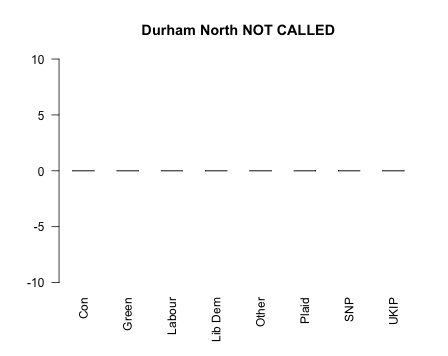 Durham North NOT CALLED
10
5
0
-5
-10
Con
Green
Labour
Lib Dem
Other
Plaid
SNP
UKIP